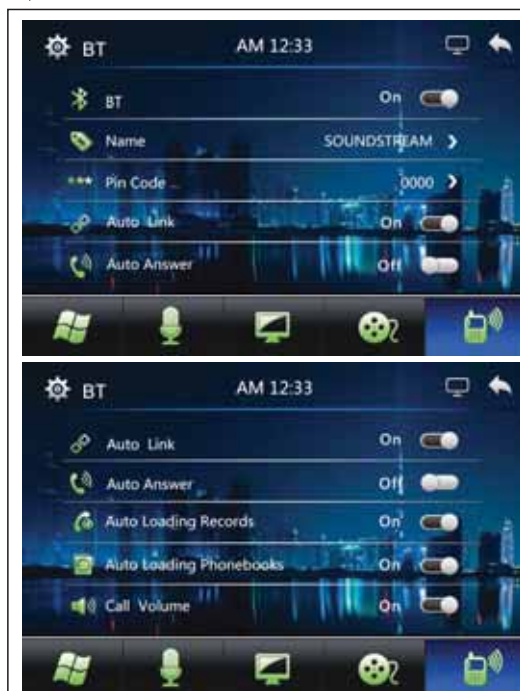 BT AM 12:33
BT On
Name SOUNDSTREAM
*** Pin Code 0000
Auto Link On
Auto Answer Off
BT AM 12:33
Auto Link On
Auto Answer Off
Auto Loading Records On
Auto Loading Phonebooks On
Call Volume On